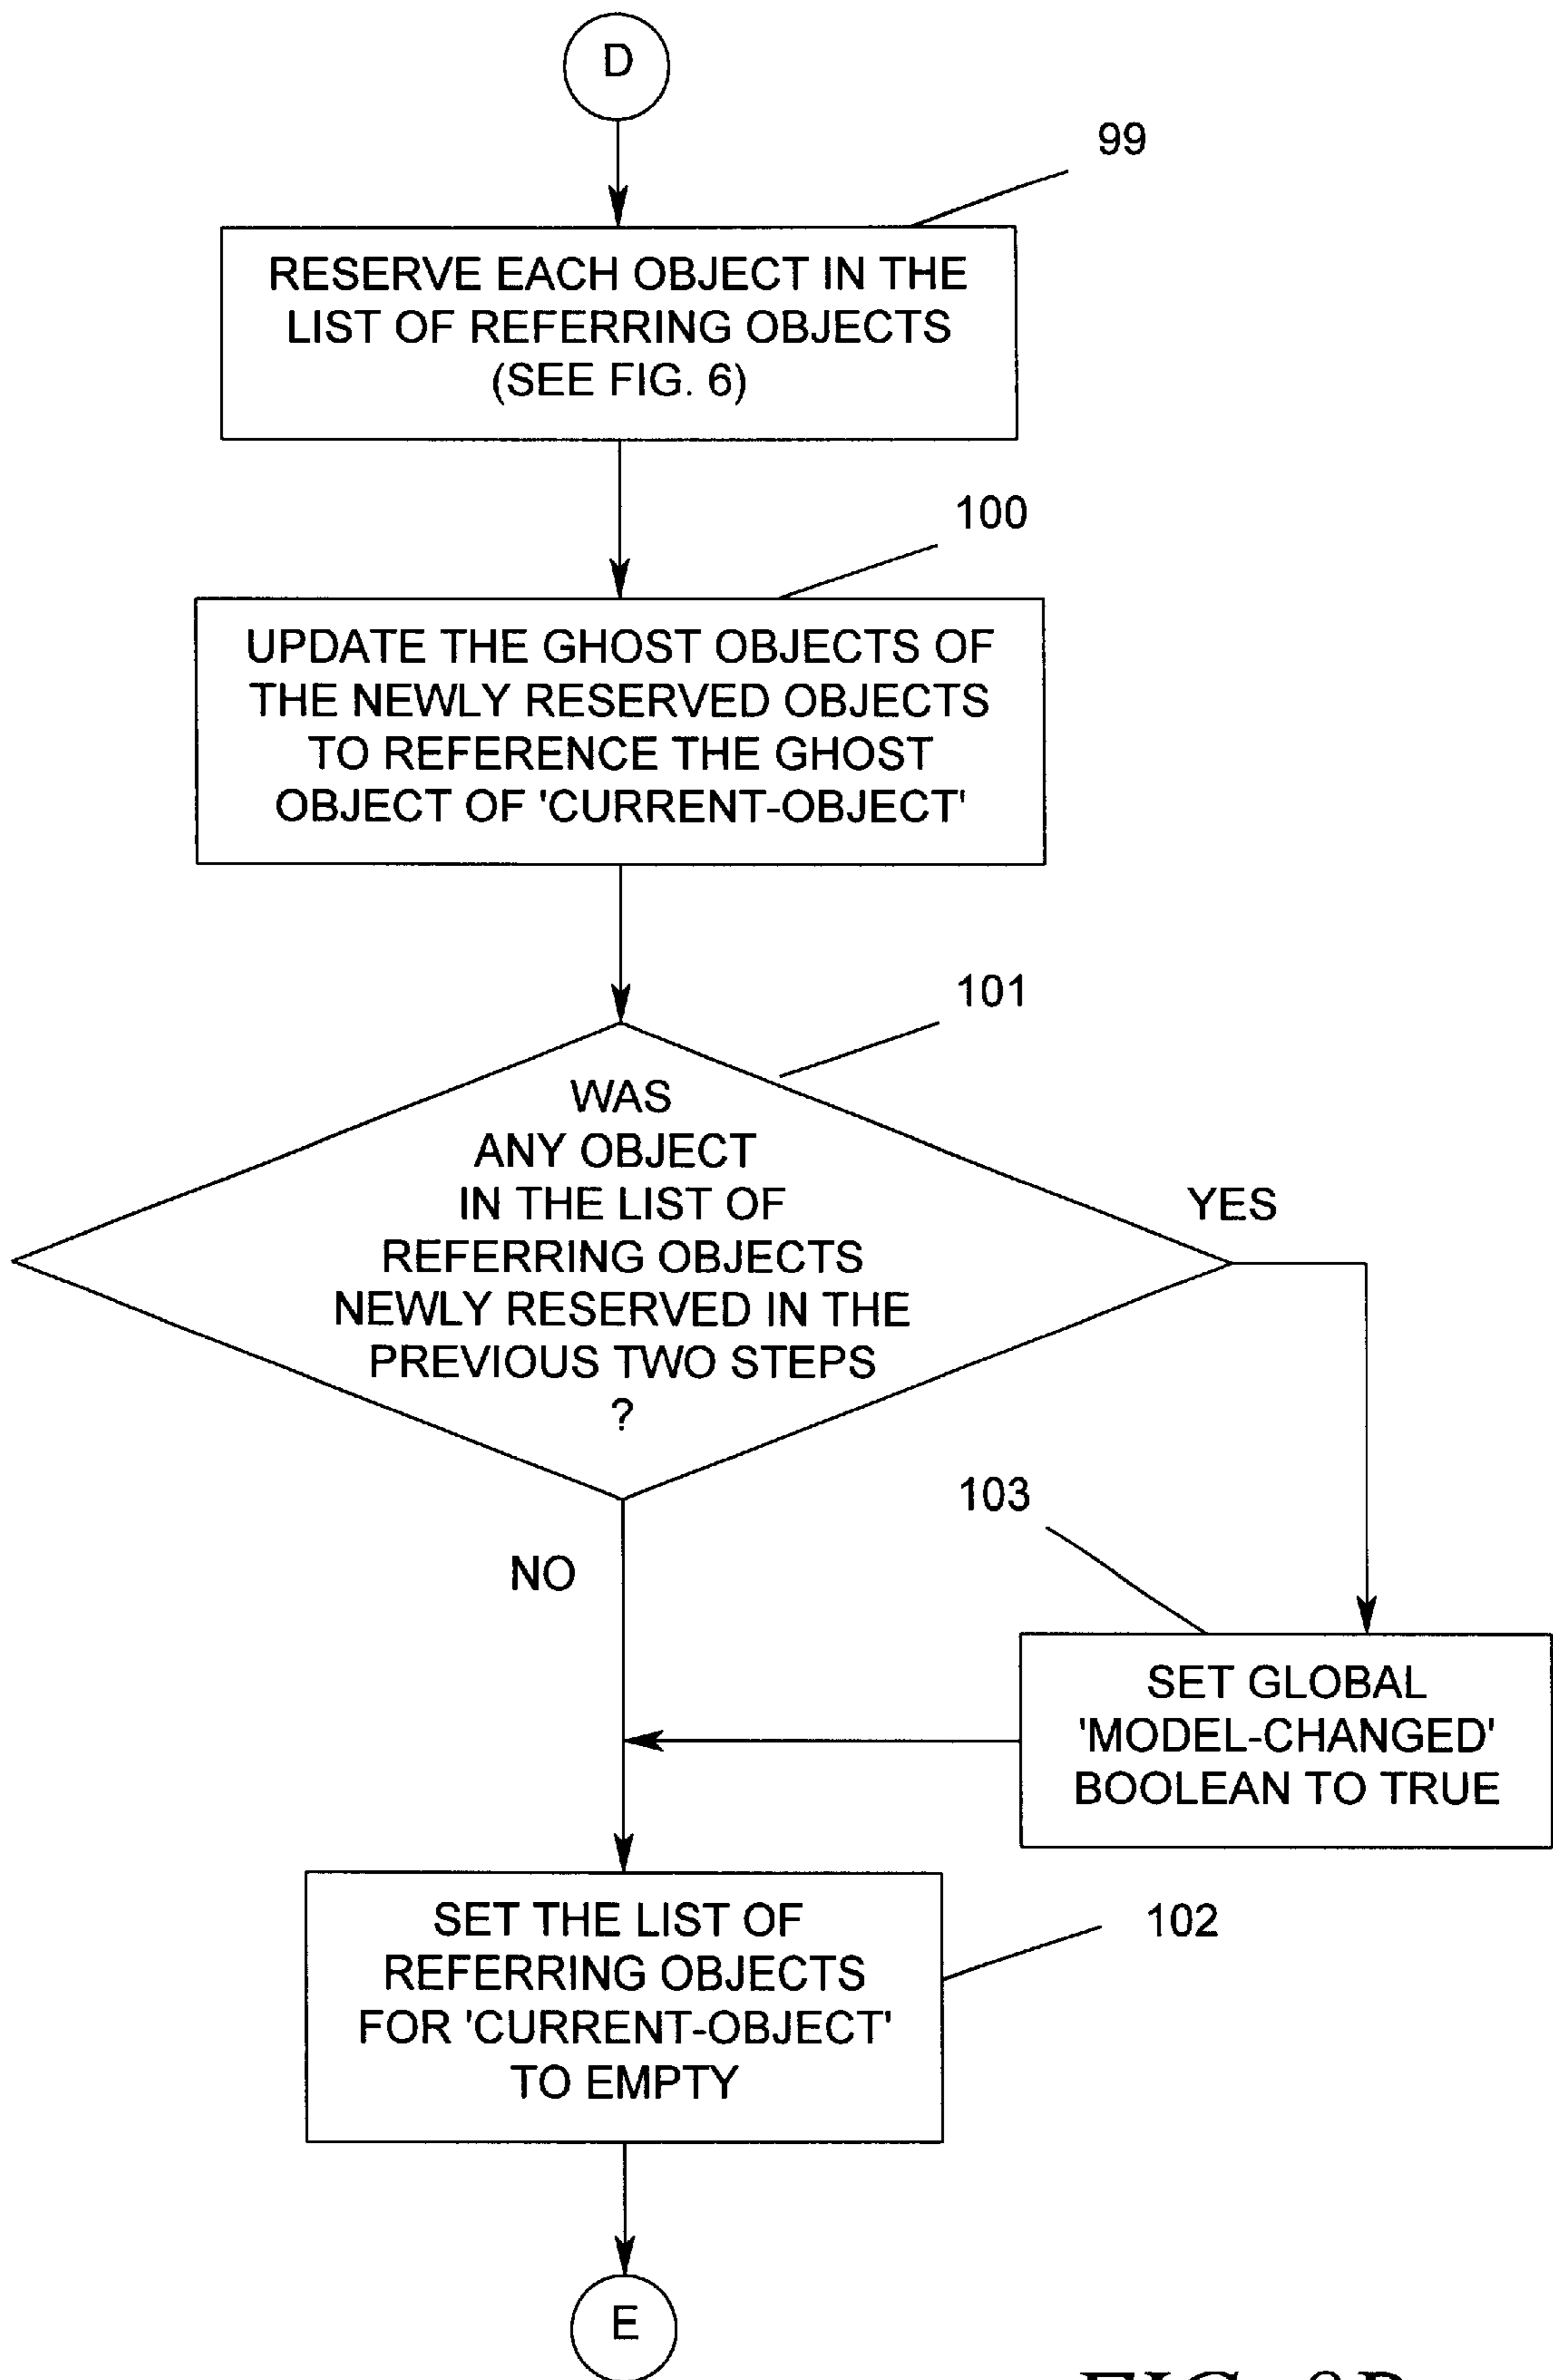 D
99
RESERVE EACH OBJECT IN THE
LIST OF REFERRING OBJECTS
(SEE FIG. 6)
100
UPDATE THE GHOST OBJECTS OF
THE NEWLY RESERVED OBJECTS
TO REFERENCE THE GHOST
OBJECT OF 'CURRENT-OBJECT'
101
WAS
ANY OBJECT
IN THE LIST OF
REFERRING OBJECTS
NEWLY RESERVED IN THE
PREVIOUS TWO STEPS
?
YES
NO
103
SET GLOBAL
'MODEL-CHANGED'
BOOLEAN TO TRUE
SET THE LIST OF
REFERRING OBJECTS
FOR 'CURRENT-OBJECT'
TO EMPTY
102
E